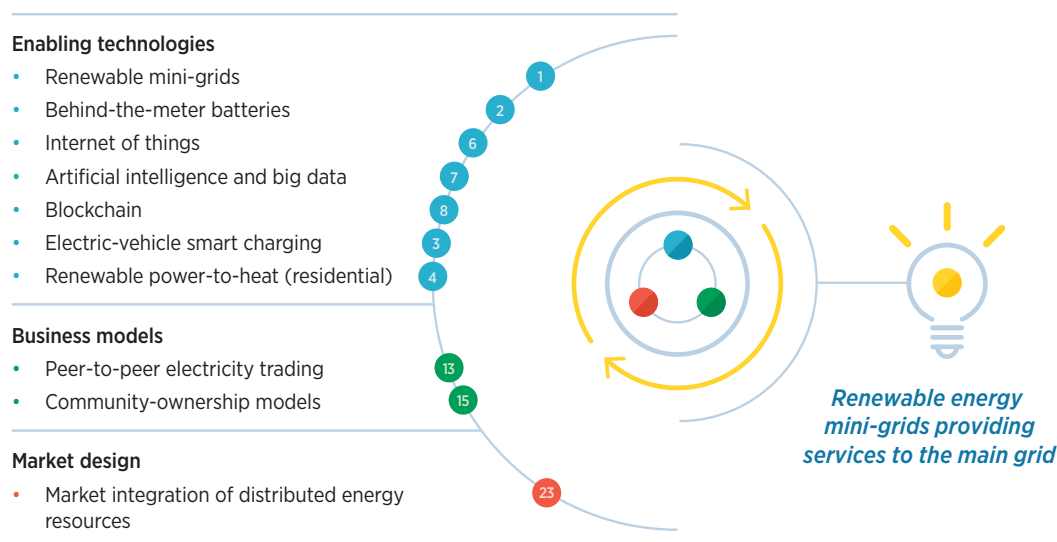 Enabling technologies
• Renewable mini-grids
1
• Behind-the-meter batteries
2
• Internet of things
6
• Artificial intelligence and big data
7
• Blockchain
8
• Electric-vehicle smart charging
3
• Renewable power-to-heat (residential)
4
Business models
• Peer-to-peer electricity trading
13
• Community-ownership models
15
Market design
• Market integration of distributed energy
resources
23
Renewable energy
mini-grids providing
services to the main grid